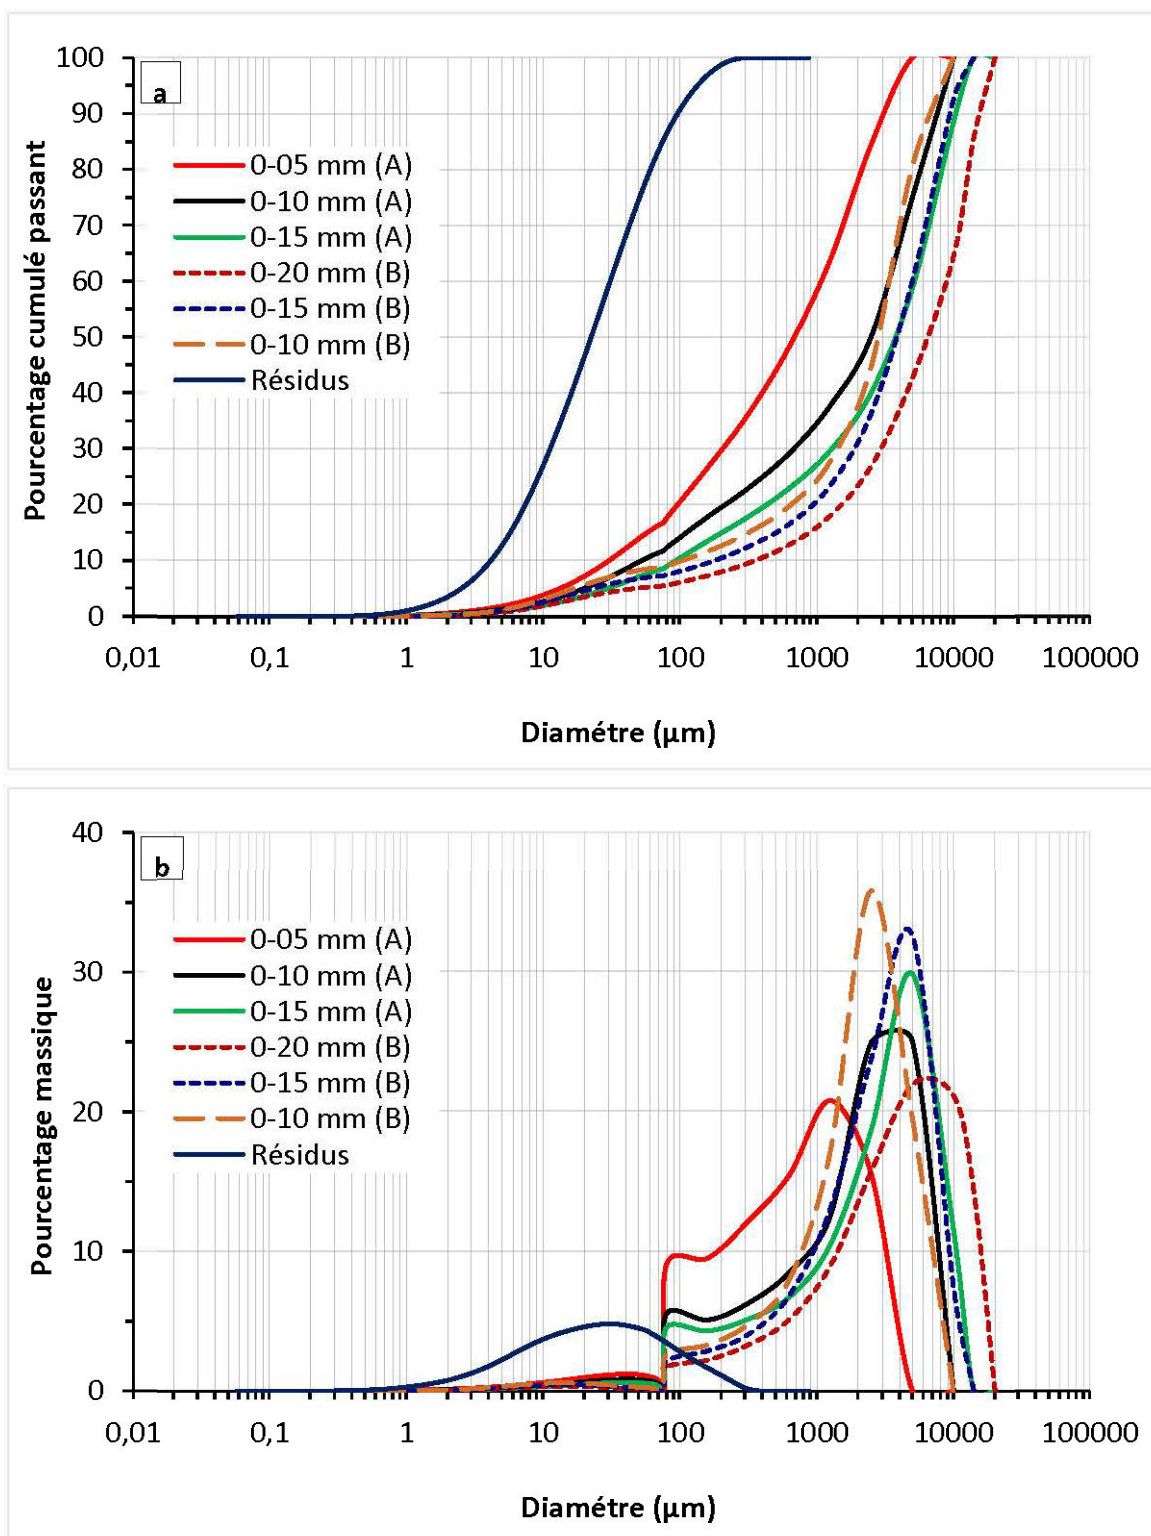 100
a
90
80
70
60
50
40
30
20
10
0
Pourcentage cumulé passant
0-05 mm (A)
0-10 mm (A)
0-15 mm (A)
0-20 mm (B)
0-15 mm (B)
0-10 mm (B)
Résidus
0,01 0,1 1 10 100 1000 10000 100000
Diamétre (µm)
40
b
30
20
10
0
Pourcentage massique
0-05 mm (A)
0-10 mm (A)
0-15 mm (A)
0-20 mm (B)
0-15 mm (B)
0-10 mm (B)
Résidus
0,01 0,1 1 10 100 1000 10000 100000
Diamétre (µm)